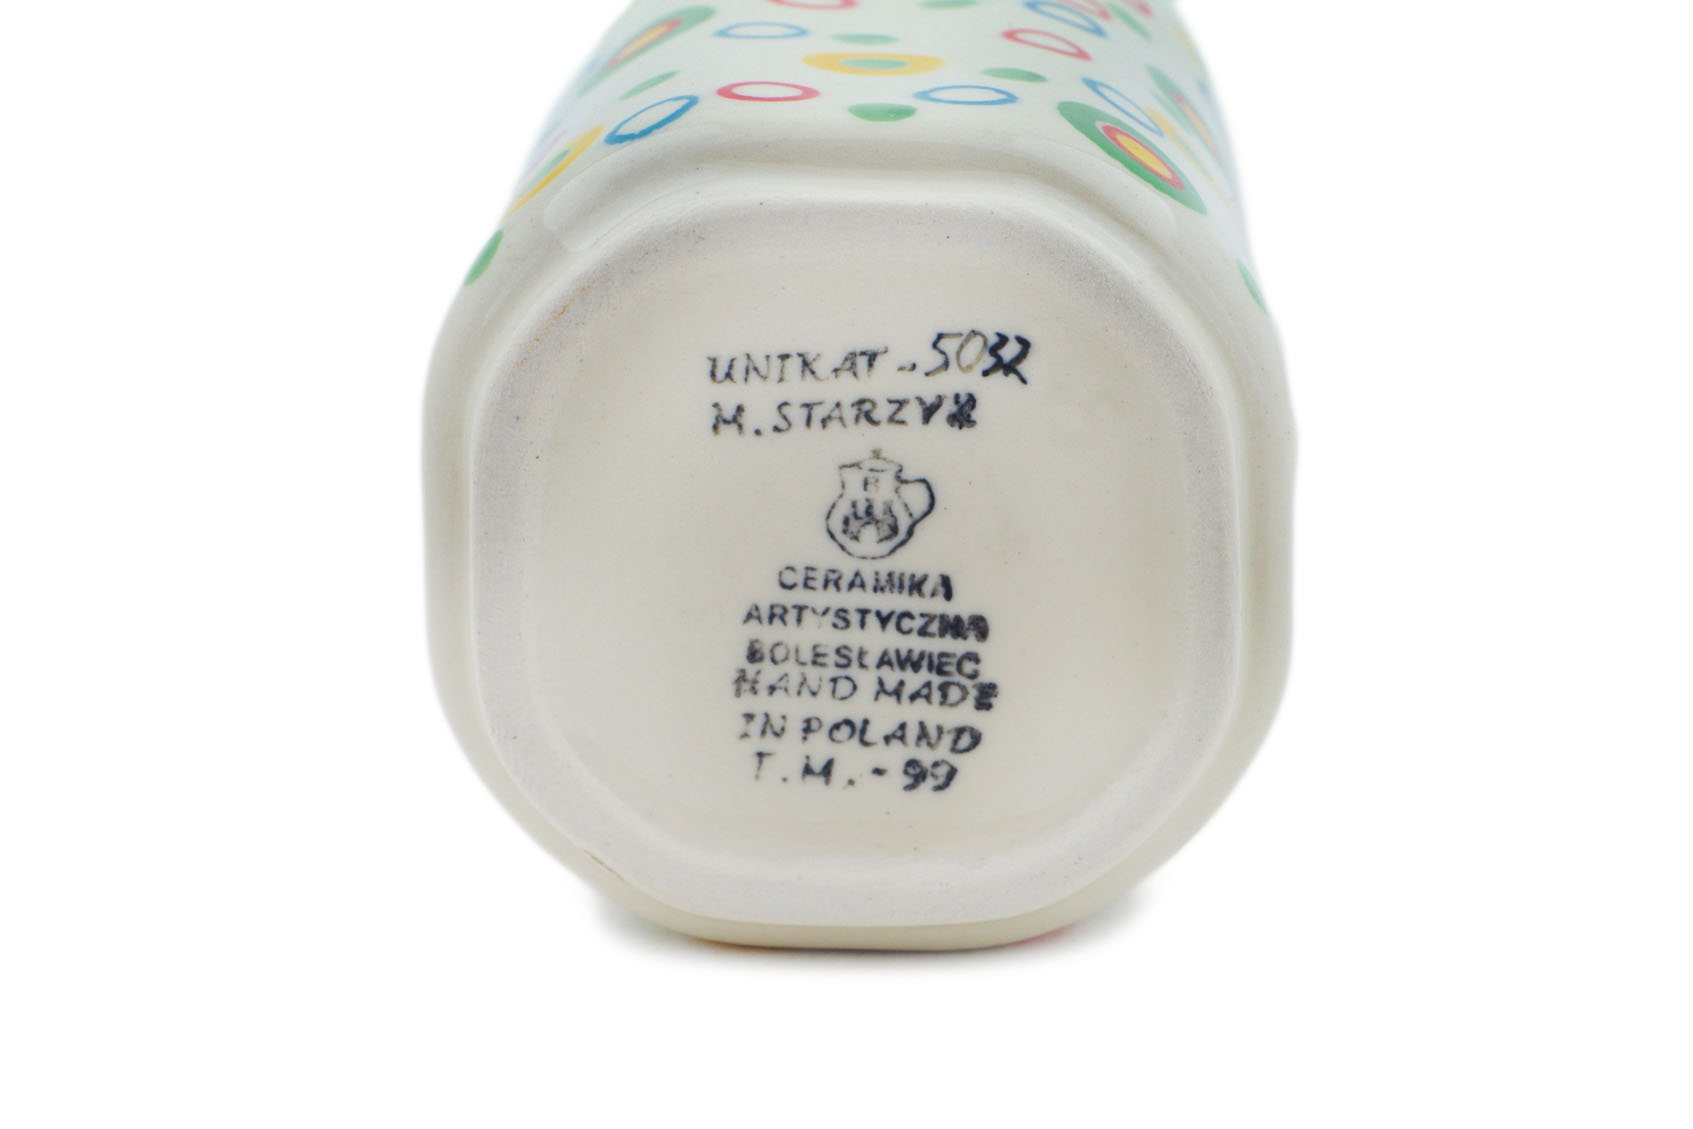 UNIKAT - 5032
M. STARZYK
B
CERAMIKA
ARTYSTYCZNA
BOLESŁAWIEC
HAND MADE
IN POLAND
T.M. - 99